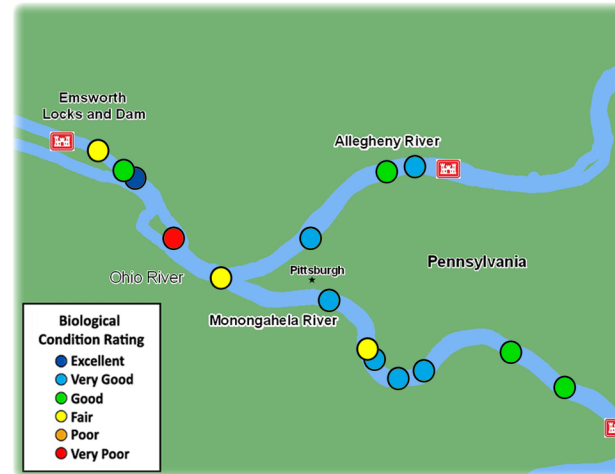 Emsworth
Locks and Dam
Allegheny River
Pennsylvania
Pittsburgh
Ohio River
Monongahela River
Biological
Condition Rating
Excellent
Very Good
Good
Fair
Poor
Very Poor